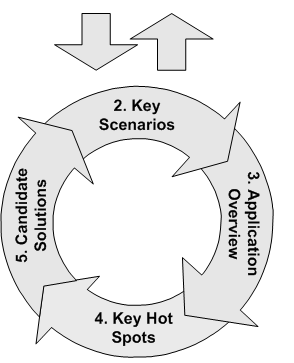 2. Key
Scenarios
3. Application
Overview
4. Key Hot
Spots
5. Candidate
Solutions